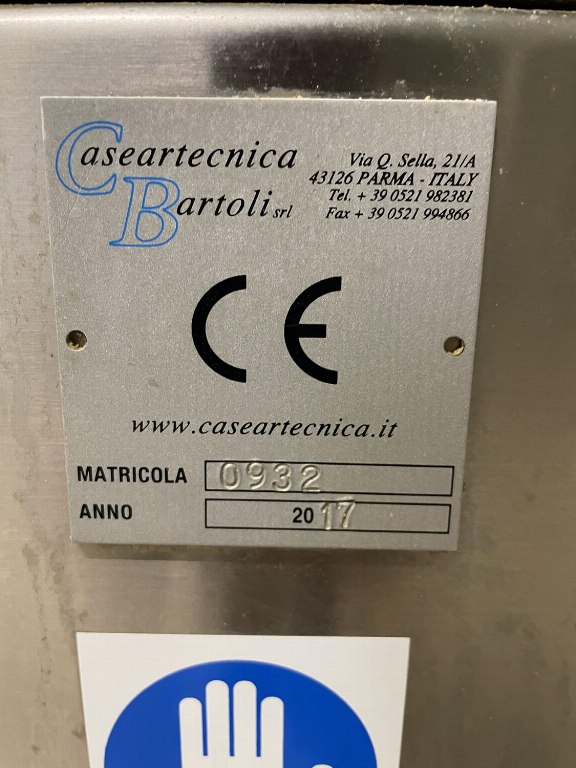 Caseartecnica
Bartoli srl
Via Q. Sella, 21/A
43126 PARMA - ITALY
Tel. + 39 0521 982381
Fax + 39 0521 994866
CE
www.caseartecnica.it
MATRICOLA 0932
ANNO 2017